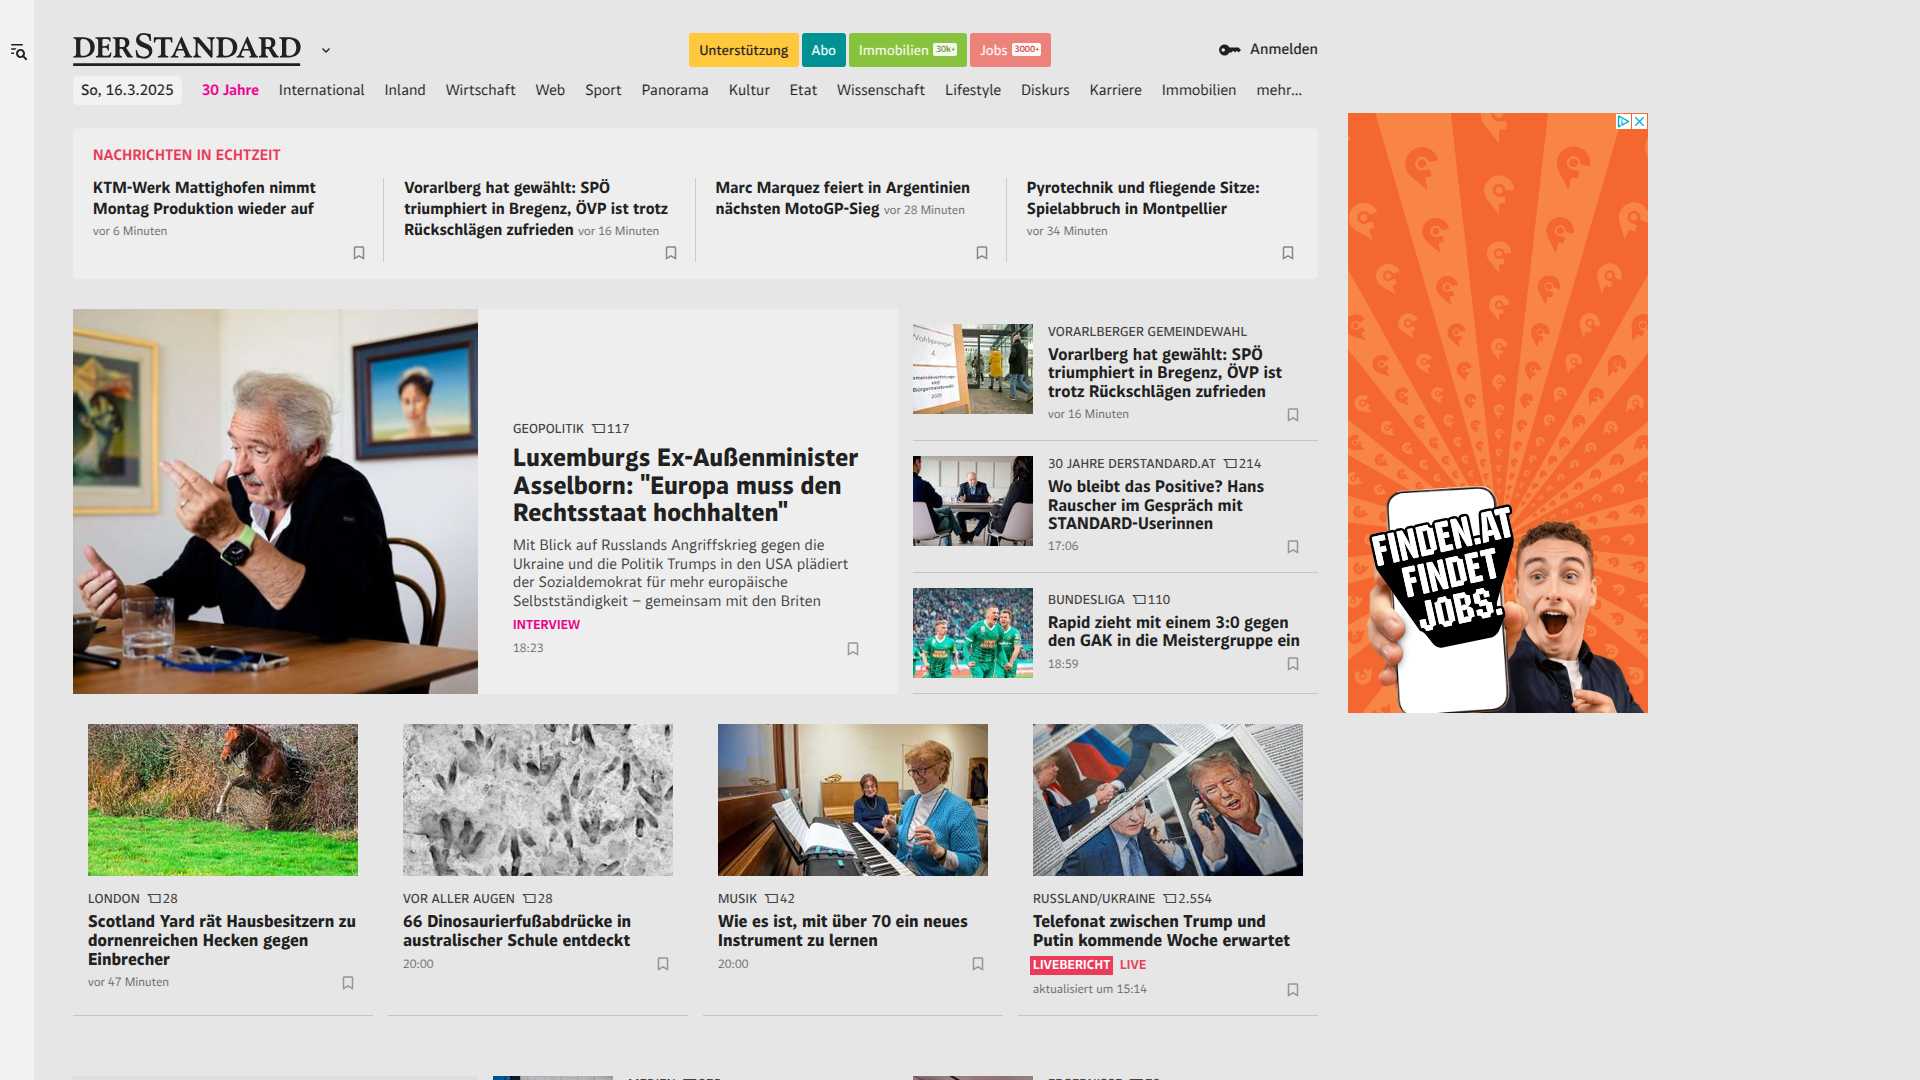 DERSTANDARD
Unterstützung
Abo
Immobilien 30k+
Jobs 3000+
Anmelden
So, 16.3.2025
30 Jahre
International
Inland
Wirtschaft
Web
Sport
Panorama
Kultur
Etat
Wissenschaft
Lifestyle
Diskurs
Karriere
Immobilien
mehr...
NACHRICHTEN IN ECHTZEIT
KTM-Werk Mattighofen nimmt
Montag Produktion wieder auf
vor 6 Minuten
Vorarlberg hat gewählt: SPÖ
triumphiert in Bregenz, ÖVP ist trotz
Rückschlägen zufrieden vor 16 Minuten
Marc Marquez feiert in Argentinien
nächsten MotoGP-Sieg vor 28 Minuten
Pyrotechnik und fliegende Sitze:
Spielabbruch in Montpellier
vor 34 Minuten
GEOPOLITIK 117
Luxemburgs Ex-Außenminister
Asselborn: "Europa muss den
Rechtsstaat hochhalten"
Mit Blick auf Russlands Angriffskrieg gegen die
Ukraine und die Politik Trumps in den USA plädiert
der Sozialdemokrat für mehr europäische
Selbstständigkeit – gemeinsam mit den Briten
INTERVIEW
18:23
VORARLBERGER GEMEINDEWAHL
Vorarlberg hat gewählt: SPÖ
triumphiert in Bregenz, ÖVP ist
trotz Rückschlägen zufrieden
vor 16 Minuten
30 JAHRE DERSTANDARD.AT 214
Wo bleibt das Positive? Hans
Rauscher im Gespräch mit
STANDARD-Userinnen
17:06
BUNDESLIGA 110
Rapid zieht mit einem 3:0 gegen
den GAK in die Meistergruppe ein
18:59
FINDEN.AT
FINDET
JOBS!
LONDON 28
Scotland Yard rät Hausbesitzern zu
dornenreichen Hecken gegen
Einbrecher
vor 47 Minuten
VOR ALLER AUGEN 28
66 Dinosaurierfußabdrücke in
australischer Schule entdeckt
20:00
MUSIK 42
Wie es ist, mit über 70 ein neues
Instrument zu lernen
20:00
RUSSLAND/UKRAINE 2.554
Telefonat zwischen Trump und
Putin kommende Woche erwartet
LIVEBERICHT LIVE
aktualisiert um 15:14